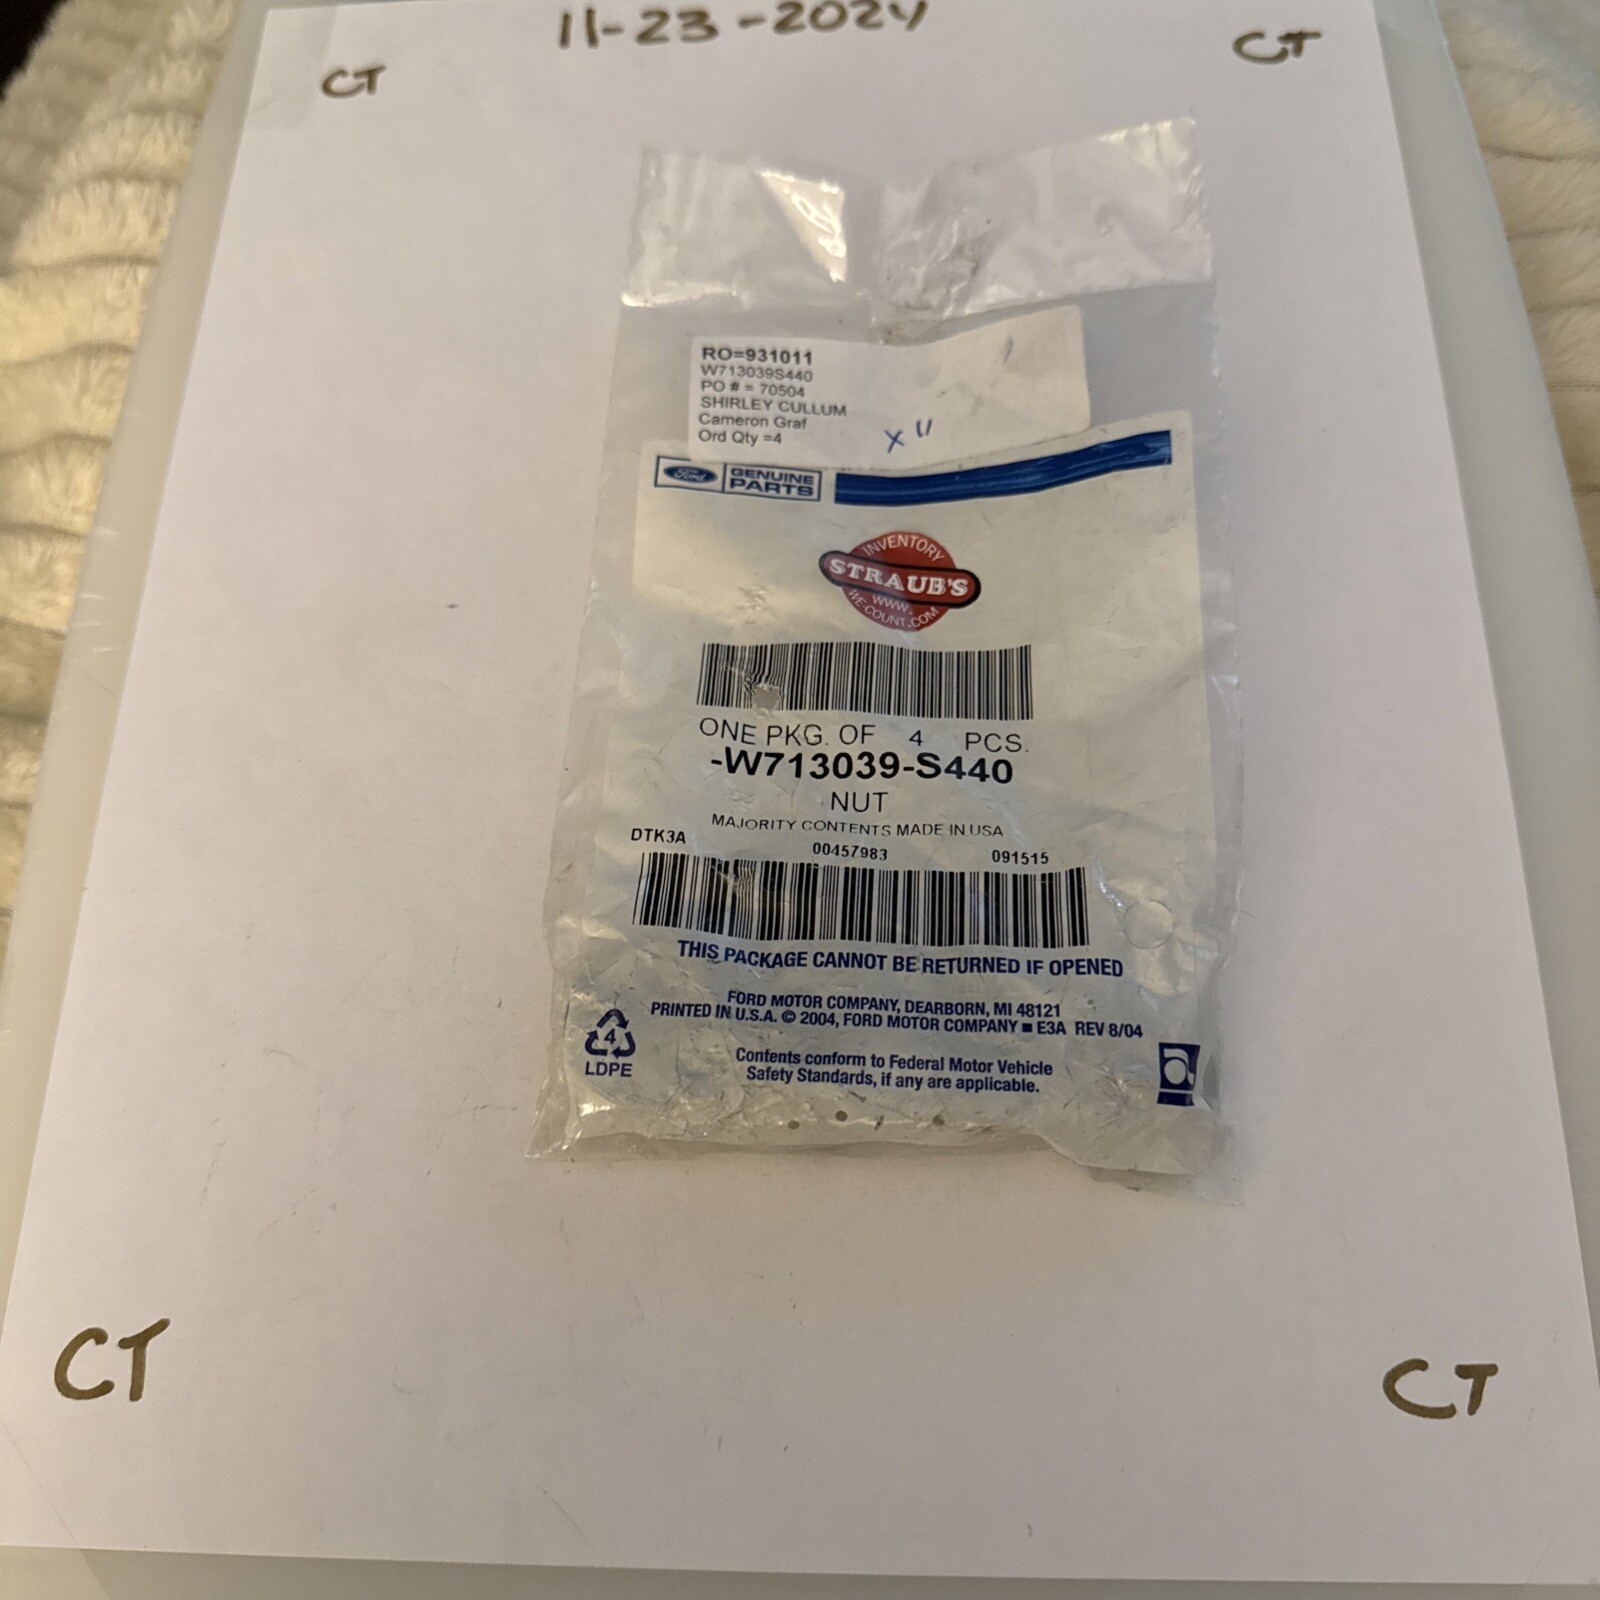 11-23-2024
CT
CT
RO=931011
W713039S440
PO # = 70504
SHIRLEY CULLUM
Cameron Graf
Ord Qty =4
x 11
Ford
GENUINE
PARTS
INVENTORY
STRAUB'S
WWW.
WE-COUNT.COM
ONE PKG. OF 4 PCS.
-W713039-S440
NUT
MAJORITY CONTENTS MADE IN USA
DTK3A 00457983 091515
THIS PACKAGE CANNOT BE RETURNED IF OPENED
FORD MOTOR COMPANY, DEARBORN, MI 48121
PRINTED IN U.S.A. © 2004, FORD MOTOR COMPANY ■ E3A REV 8/04
4
LDPE
Contents conform to Federal Motor Vehicle
Safety Standards, if any are applicable.
CT
CT